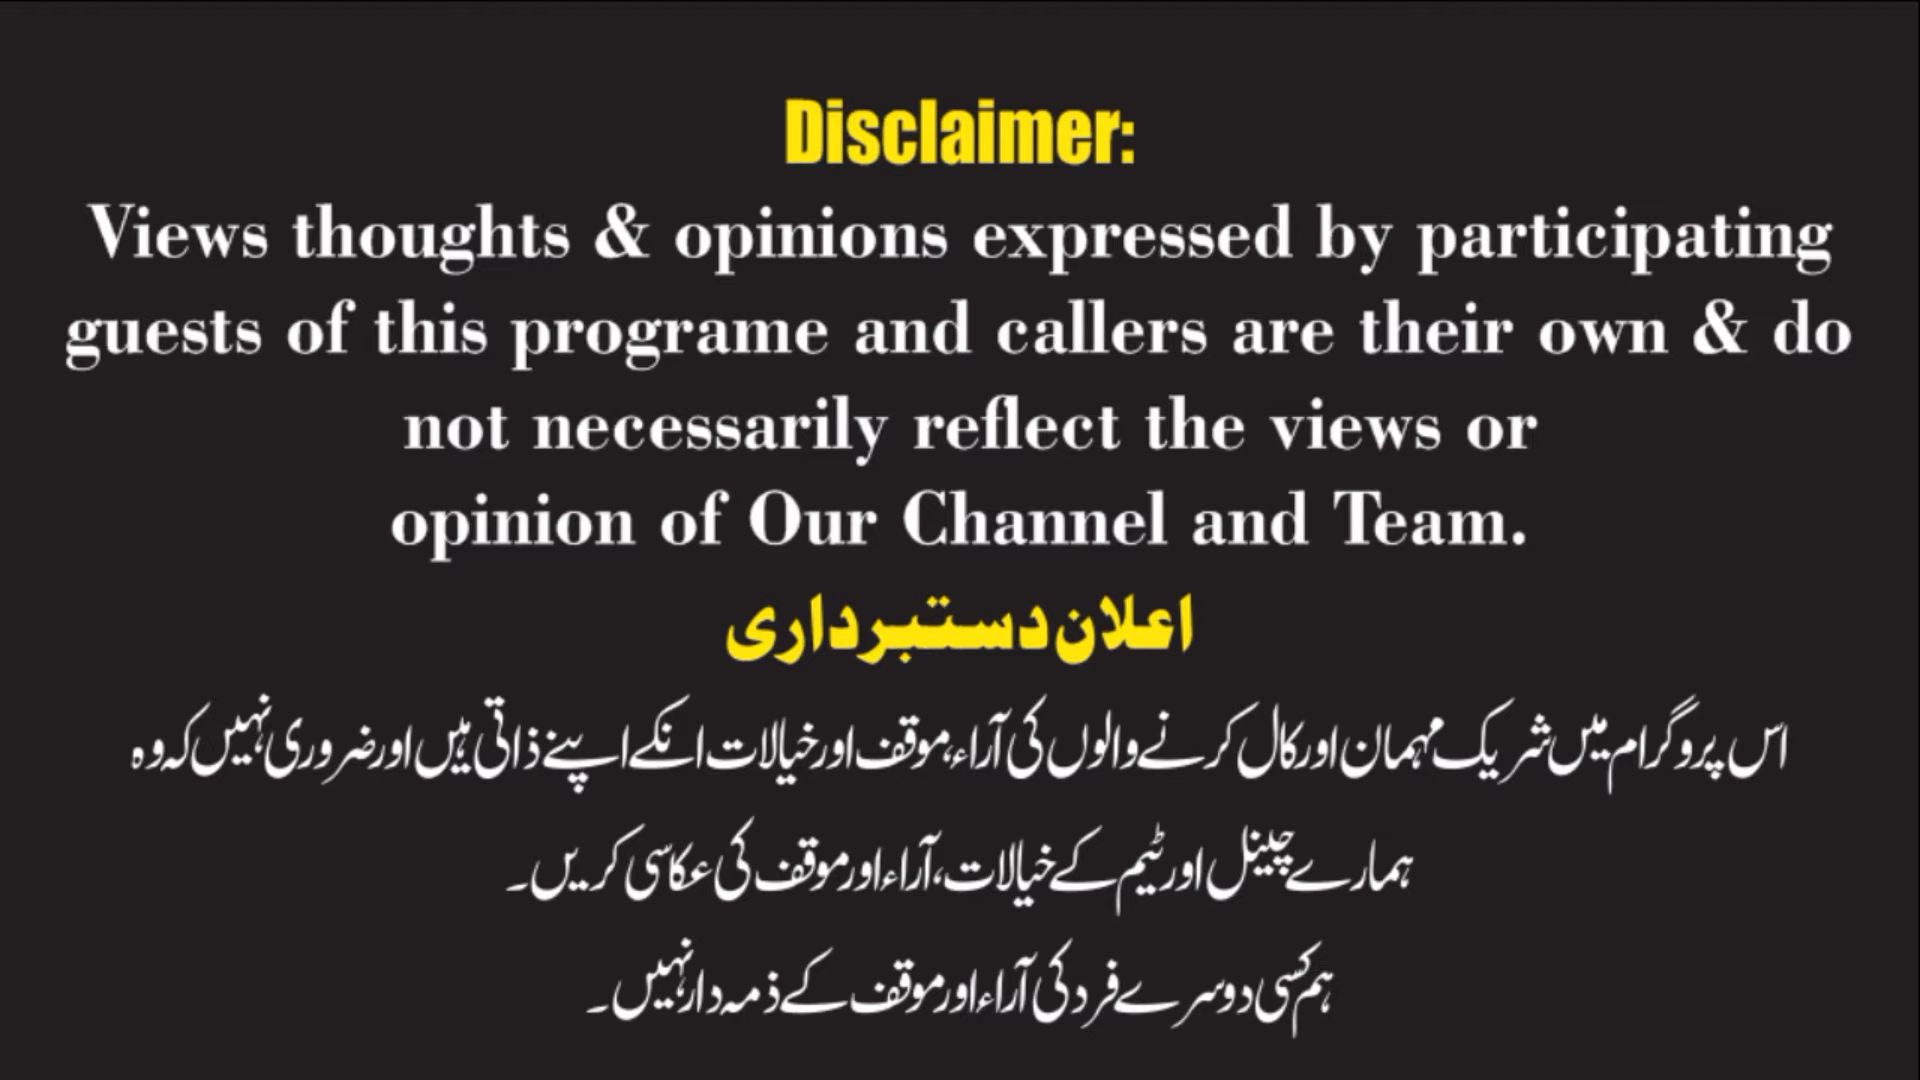 Disclaimer:
Views thoughts & opinions expressed by participating
guests of this programe and callers are their own & do
not necessarily reflect the views or
opinion of Our Channel and Team.
اعلان دستبرداری
اس پروگرام میں شریک مہمان اور کال کرنے والوں کی آراء، موقف اور خیالات انکے اپنے ذاتی ہیں اور ضروری نہیں کہ وہ
ہمارے چینل اور ٹیم کے خیالات، آراء اور موقف کی عکاسی کریں۔
ہم کسی دوسرے فرد کی آراء اور موقف کے ذمہ دار نہیں۔